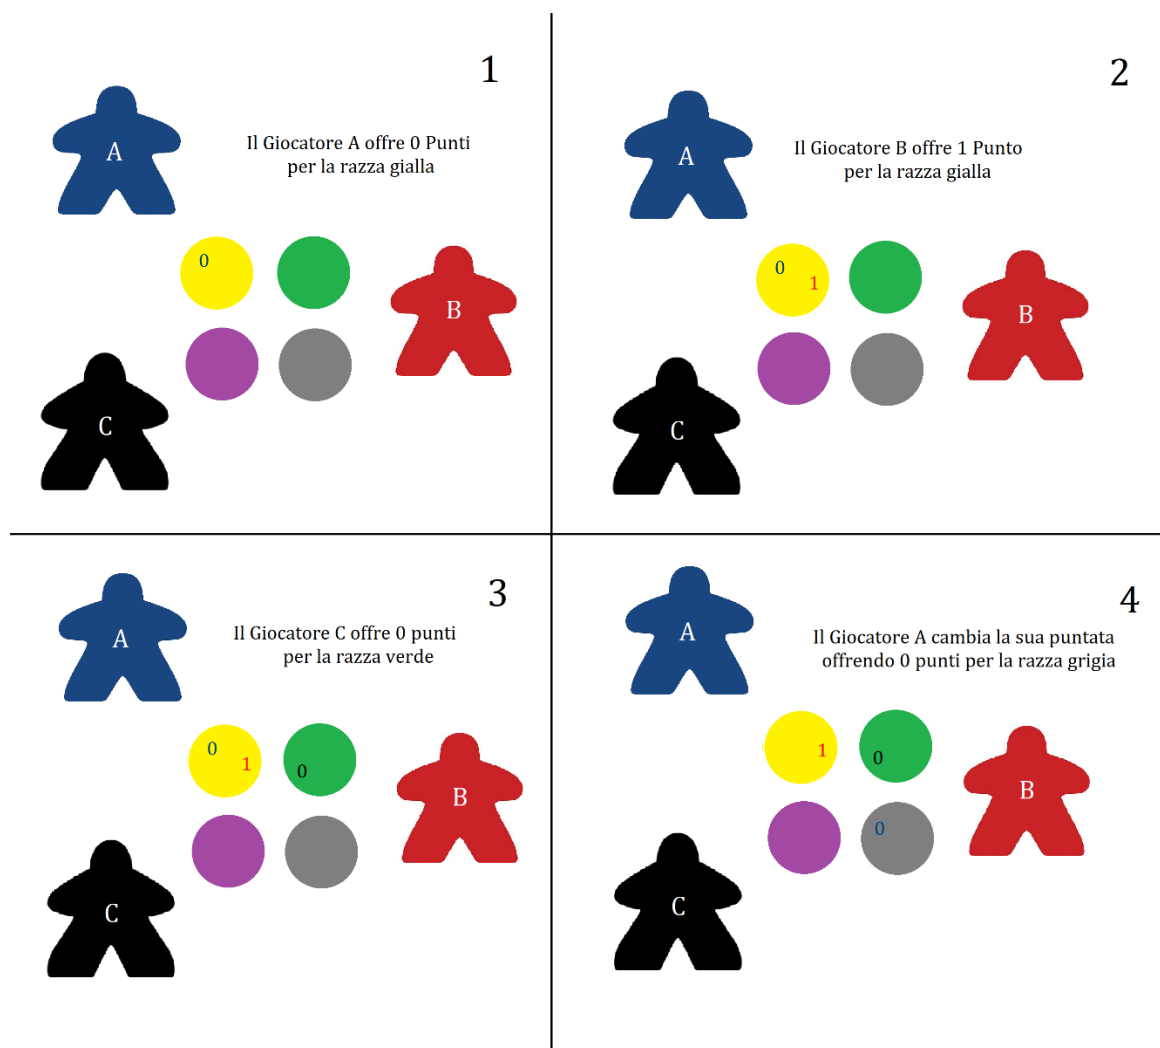 1
A
Il Giocatore A offre 0 Punti
per la razza gialla
0
B
C
2
A
Il Giocatore B offre 1 Punto
per la razza gialla
0
1
B
C
3
A
Il Giocatore C offre 0 punti
per la razza verde
0
1
0
B
C
4
A
Il Giocatore A cambia la sua puntata
offrendo 0 punti per la razza grigia
1
0
B
0
C